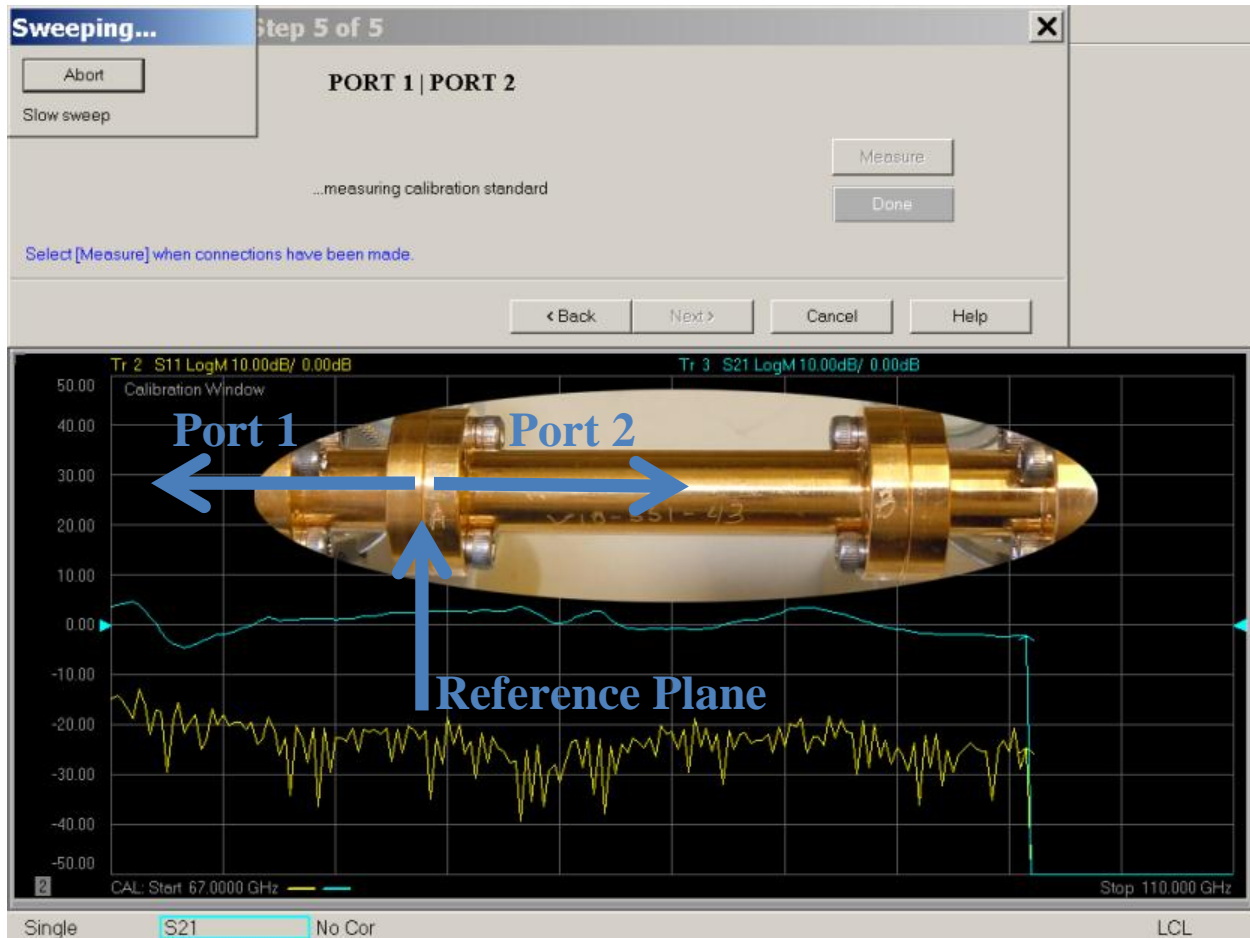 Sweeping...
Step 5 of 5
Abort
Slow sweep
PORT 1 | PORT 2
Measure
...measuring calibration standard
Done
Select [Measure] when connections have been made.
< Back
Next >
Cancel
Help
Tr 2 S11 LogM 10.00dB/ 0.00dB
Tr 3 S21 LogM 10.00dB/ 0.00dB
50.00
Calibration Window
40.00
Port 1
Port 2
30.00
20.00
A
B
10.00
0.00
-10.00
Reference Plane
-20.00
-30.00
-40.00
-50.00
2
CAL: Start 67.0000 GHz
Stop 110.000 GHz
Single
S21
No Cor
LCL